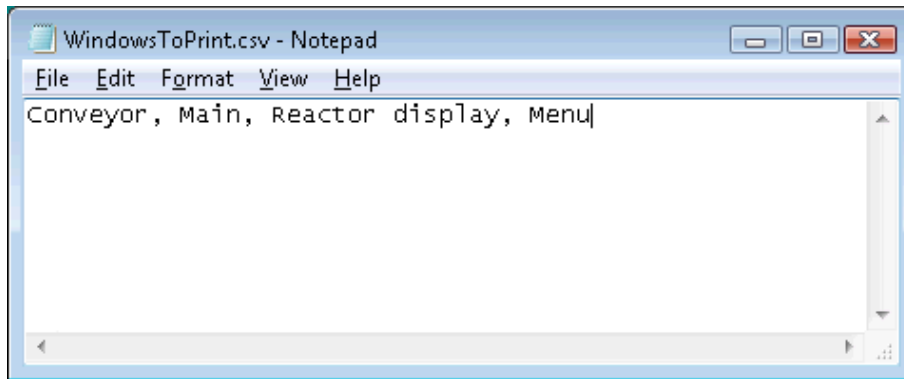 WindowsToPrint.csv - Notepad
File Edit Format View Help
Conveyor, Main, Reactor display, Menu